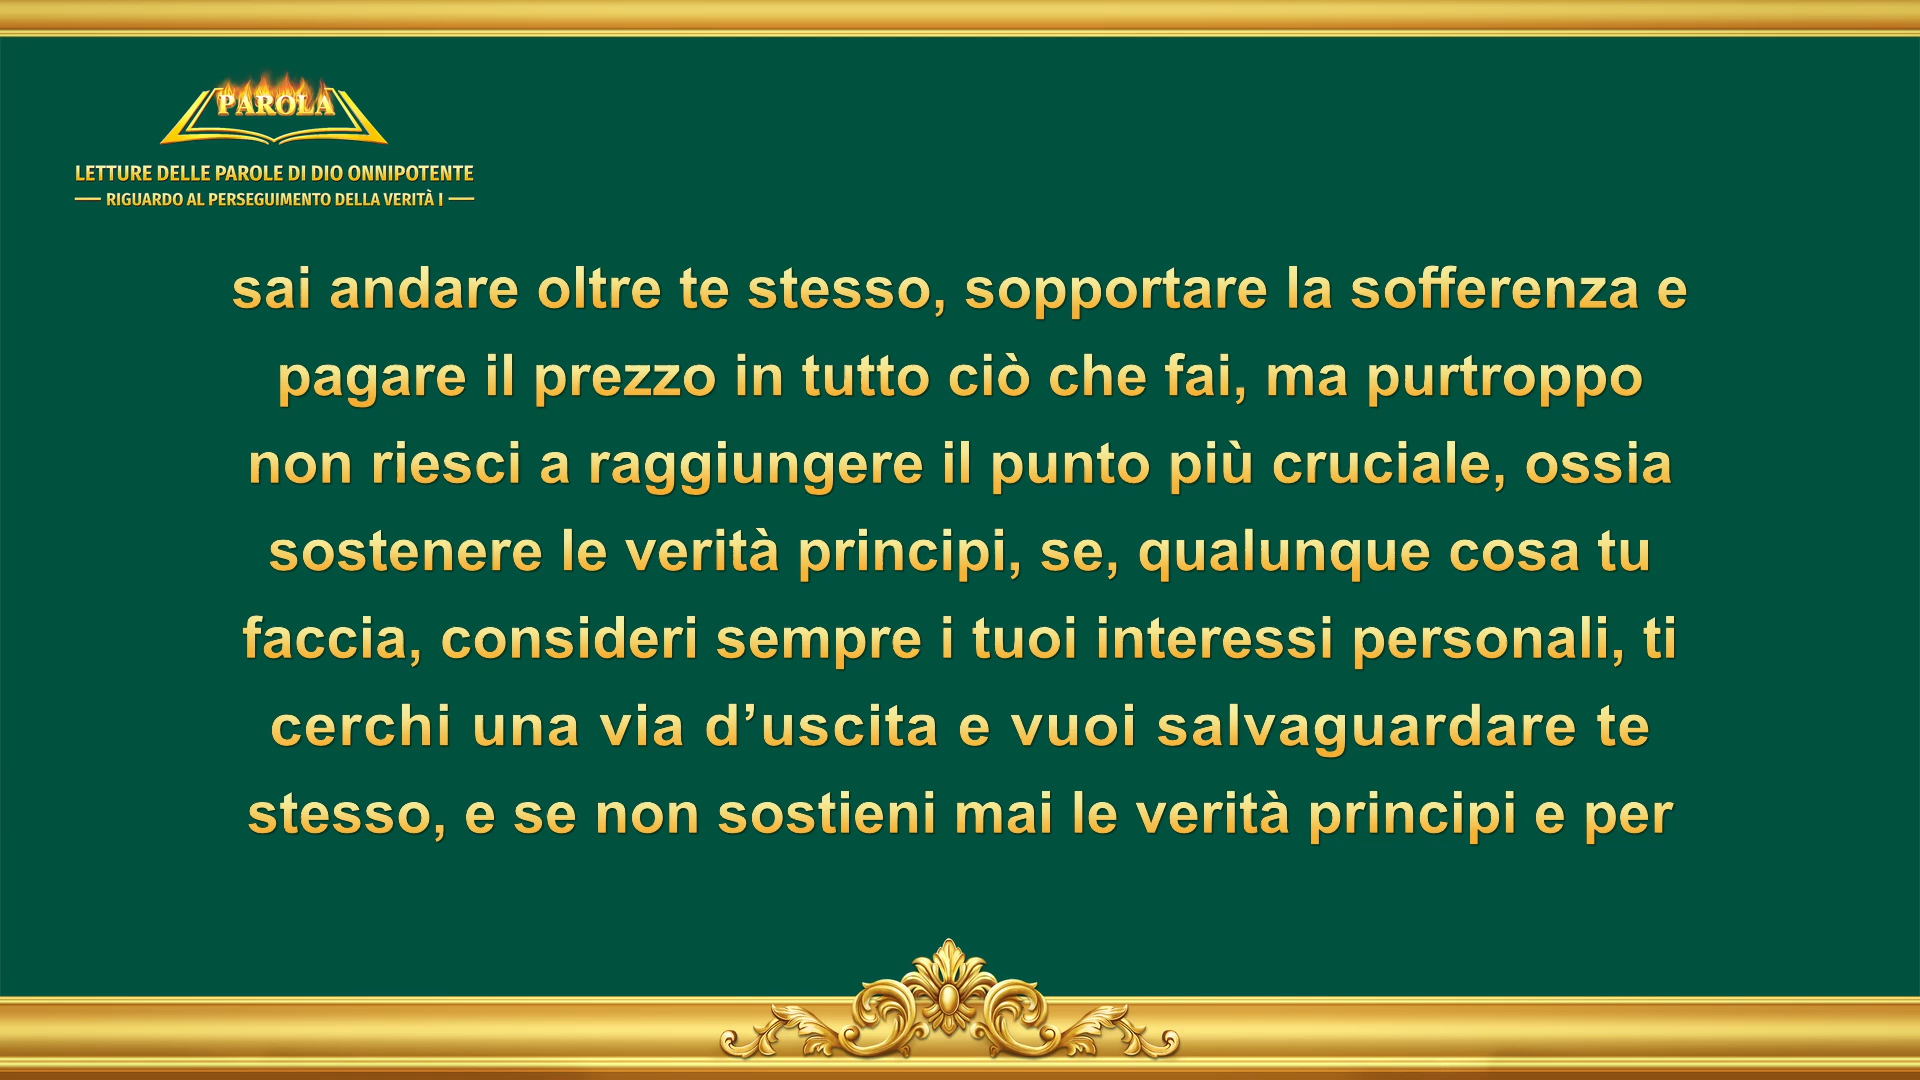 PAROLA
LETTURE DELLE PAROLE DI DIO ONNIPOTENTE
RIGUARDO AL PERSEGUIMENTO DELLA VERITÀ I
sai andare oltre te stesso, sopportare la sofferenza e
pagare il prezzo in tutto ciò che fai, ma purtroppo
non riesci a raggiungere il punto più cruciale, ossia
sostenere le verità principi, se, qualunque cosa tu
faccia, consideri sempre i tuoi interessi personali, ti
cerchi una via d’uscita e vuoi salvaguardare te
stesso, e se non sostieni mai le verità principi e per